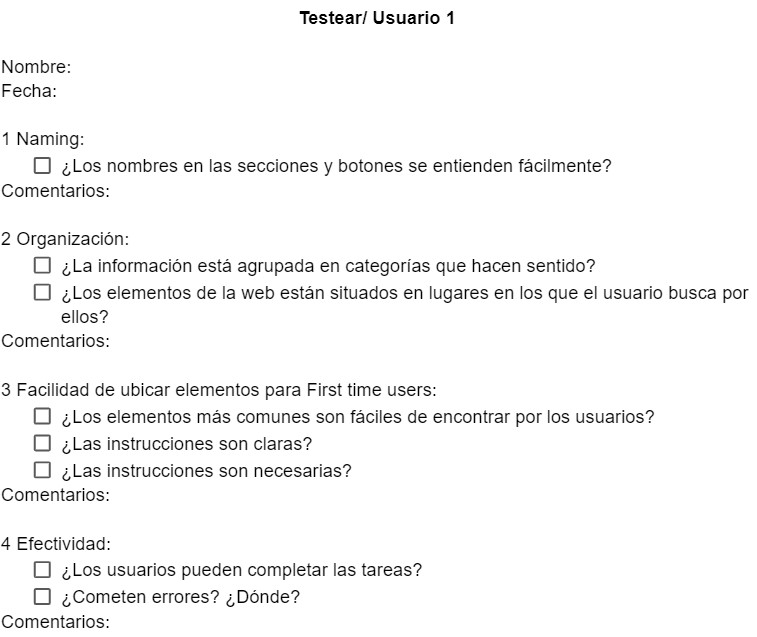 Testear/ Usuario 1
Nombre:
Fecha:
1 Naming:
¿Los nombres en las secciones y botones se entienden fácilmente?
Comentarios:
2 Organización:
¿La información está agrupada en categorías que hacen sentido?
¿Los elementos de la web están situados en lugares en los que el usuario busca por
ellos?
Comentarios:
3 Facilidad de ubicar elementos para First time users:
¿Los elementos más comunes son fáciles de encontrar por los usuarios?
¿Las instrucciones son claras?
¿Las instrucciones son necesarias?
Comentarios:
4 Efectividad:
¿Los usuarios pueden completar las tareas?
¿Cometen errores? ¿Dónde?
Comentarios: